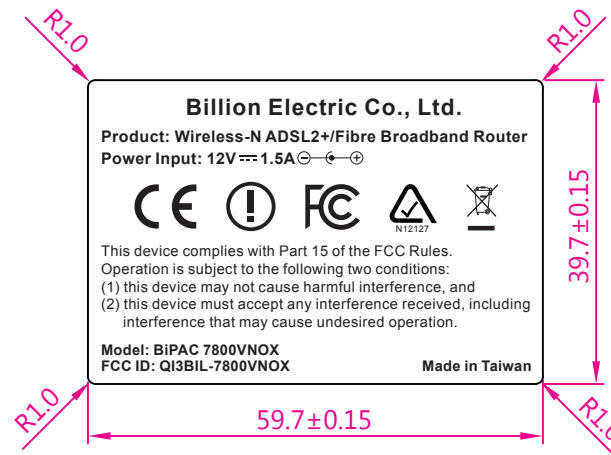 R1.0
R1.0
Billion Electric Co., Ltd.
Product: Wireless-N ADSL2+/Fibre Broadband Router
Power Input: 12V⎓1.5A
CE FC
N12127
This device complies with Part 15 of the FCC Rules.
Operation is subject to the following two conditions:
(1) this device may not cause harmful interference, and
(2) this device must accept any interference received, including
interference that may cause undesired operation.
Model: BiPAC 7800VNOX
FCC ID: QI3BIL-7800VNOX Made in Taiwan
39.7±0.15
R1.0
59.7±0.15
R1.0